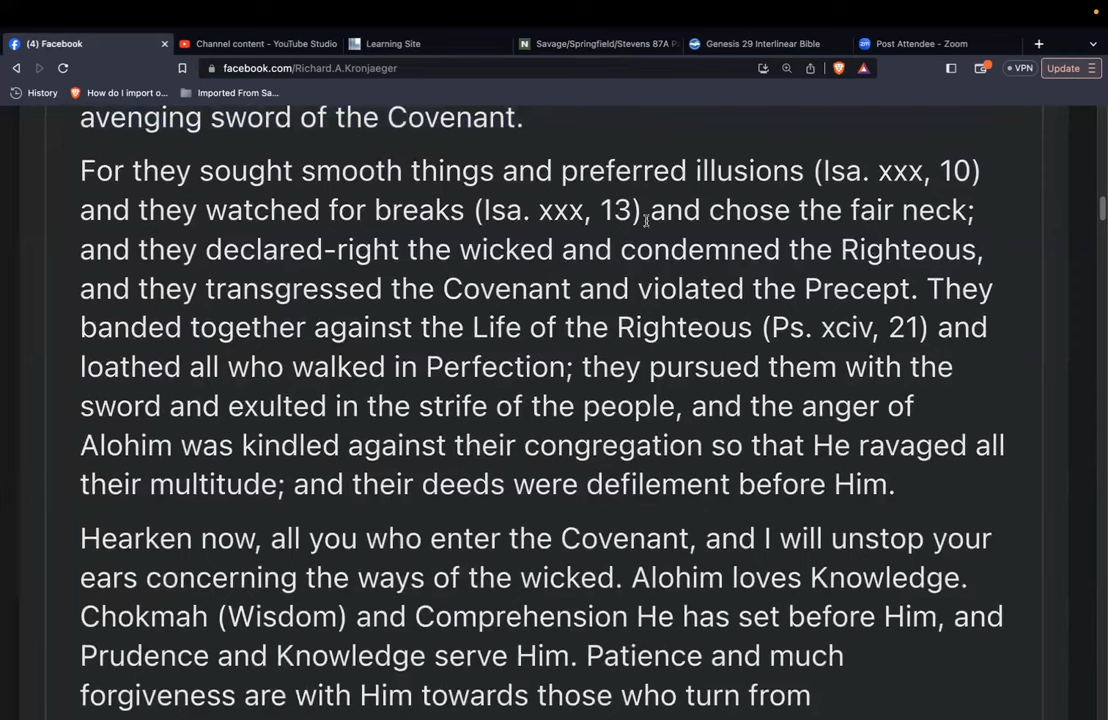 (4) Facebook
Channel content - YouTube Studio
Learning Site
Savage/Springfield/Stevens 87A P
Genesis 29 Interlinear Bible
Post Attendee - Zoom
facebook.com/Richard.A.Kronjaeger
VPN
Update
History
How do I import o...
Imported From Sa...
avenging sword of the Covenant.
For they sought smooth things and preferred illusions (Isa. xxx, 10)
and they watched for breaks (Isa. xxx, 13) and chose the fair neck;
and they declared-right the wicked and condemned the Righteous,
and they transgressed the Covenant and violated the Precept. They
banded together against the Life of the Righteous (Ps. xciv, 21) and
loathed all who walked in Perfection; they pursued them with the
sword and exulted in the strife of the people, and the anger of
Alohim was kindled against their congregation so that He ravaged all
their multitude; and their deeds were defilement before Him.
Hearken now, all you who enter the Covenant, and I will unstop your
ears concerning the ways of the wicked. Alohim loves Knowledge.
Chokmah (Wisdom) and Comprehension He has set before Him, and
Prudence and Knowledge serve Him. Patience and much
forgiveness are with Him towards those who turn from